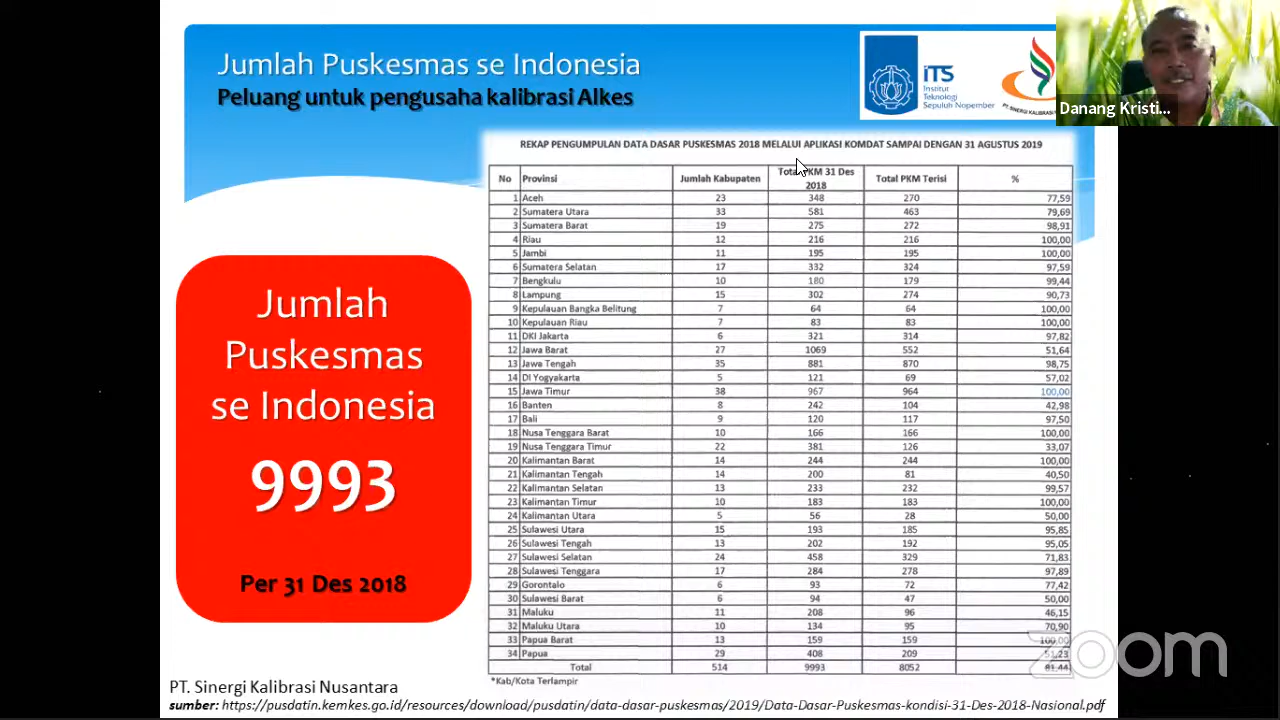 Jumlah Puskesmas se Indonesia
Peluang untuk pengusaha kalibrasi Alkes
iTS
Institut
Teknologi
Sepuluh Nopember
PT. SINERGI KALIBRASI
Danang Kristi...
REKAP PENGUMPULAN DATA DASAR PUSKESMAS 2018 MELALUI APLIKASI KOMDAT SAMPAI DENGAN 31 AGUSTUS 2019
No Provinsi Jumlah Kabupaten Total PKM 31 Des 2018 Total PKM Terisi %
1 Aceh 23 348 270 77,59
2 Sumatera Utara 33 581 463 79,69
3 Sumatera Barat 19 275 272 98,91
4 Riau 12 216 216 100,00
5 Jambi 11 195 195 100,00
6 Sumatera Selatan 17 332 324 97,59
7 Bengkulu 10 180 179 99,44
8 Lampung 15 302 274 90,73
9 Kepulauan Bangka Belitung 7 64 64 100,00
10 Kepulauan Riau 7 83 83 100,00
11 DKI Jakarta 6 321 314 97,82
12 Jawa Barat 27 1069 552 51,64
13 Jawa Tengah 35 881 870 98,75
14 DI Yogyakarta 5 121 69 57,02
15 Jawa Timur 38 967 964 100,00
16 Banten 8 242 104 42,98
17 Bali 9 120 117 97,50
18 Nusa Tenggara Barat 10 166 166 100,00
19 Nusa Tenggara Timur 22 381 126 33,07
20 Kalimantan Barat 14 244 244 100,00
21 Kalimantan Tengah 14 200 81 40,50
22 Kalimantan Selatan 13 233 232 99,57
23 Kalimantan Timur 10 183 183 100,00
24 Kalimantan Utara 5 56 28 50,00
25 Sulawesi Utara 15 193 185 95,85
26 Sulawesi Tengah 13 202 192 95,05
27 Sulawesi Selatan 24 458 329 71,83
28 Sulawesi Tenggara 17 284 278 97,89
29 Gorontalo 6 93 72 77,42
30 Sulawesi Barat 6 94 47 50,00
31 Maluku 11 208 96 46,15
32 Maluku Utara 10 134 95 70,90
33 Papua Barat 13 159 159 100,00
34 Papua 29 408 209 51,23
Total 514 9993 8052 81,44
*Kab/Kota Terlampir
Jumlah
Puskesmas
se Indonesia
9993
Per 31 Des 2018
zoom
PT. Sinergi Kalibrasi Nusantara
sumber: https://pusdatin.kemkes.go.id/resources/download/pusdatin/data-dasar-puskesmas/2019/Data-Dasar-Puskesmas-kondisi-31-Des-2018-Nasional.pdf